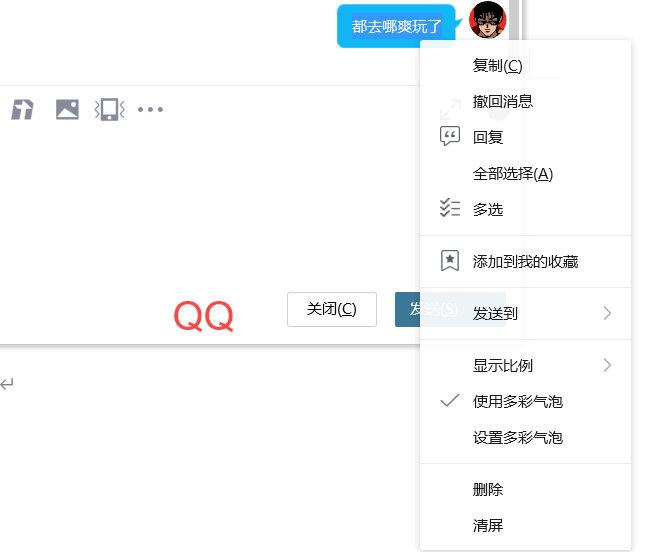 都去哪爽玩了
复制(C)
撤回消息
回复
全部选择(A)
多选
添加到我的收藏
QQ
关闭(C)
发送(S)
发送到
显示比例
使用多彩气泡
设置多彩气泡
删除
清屏